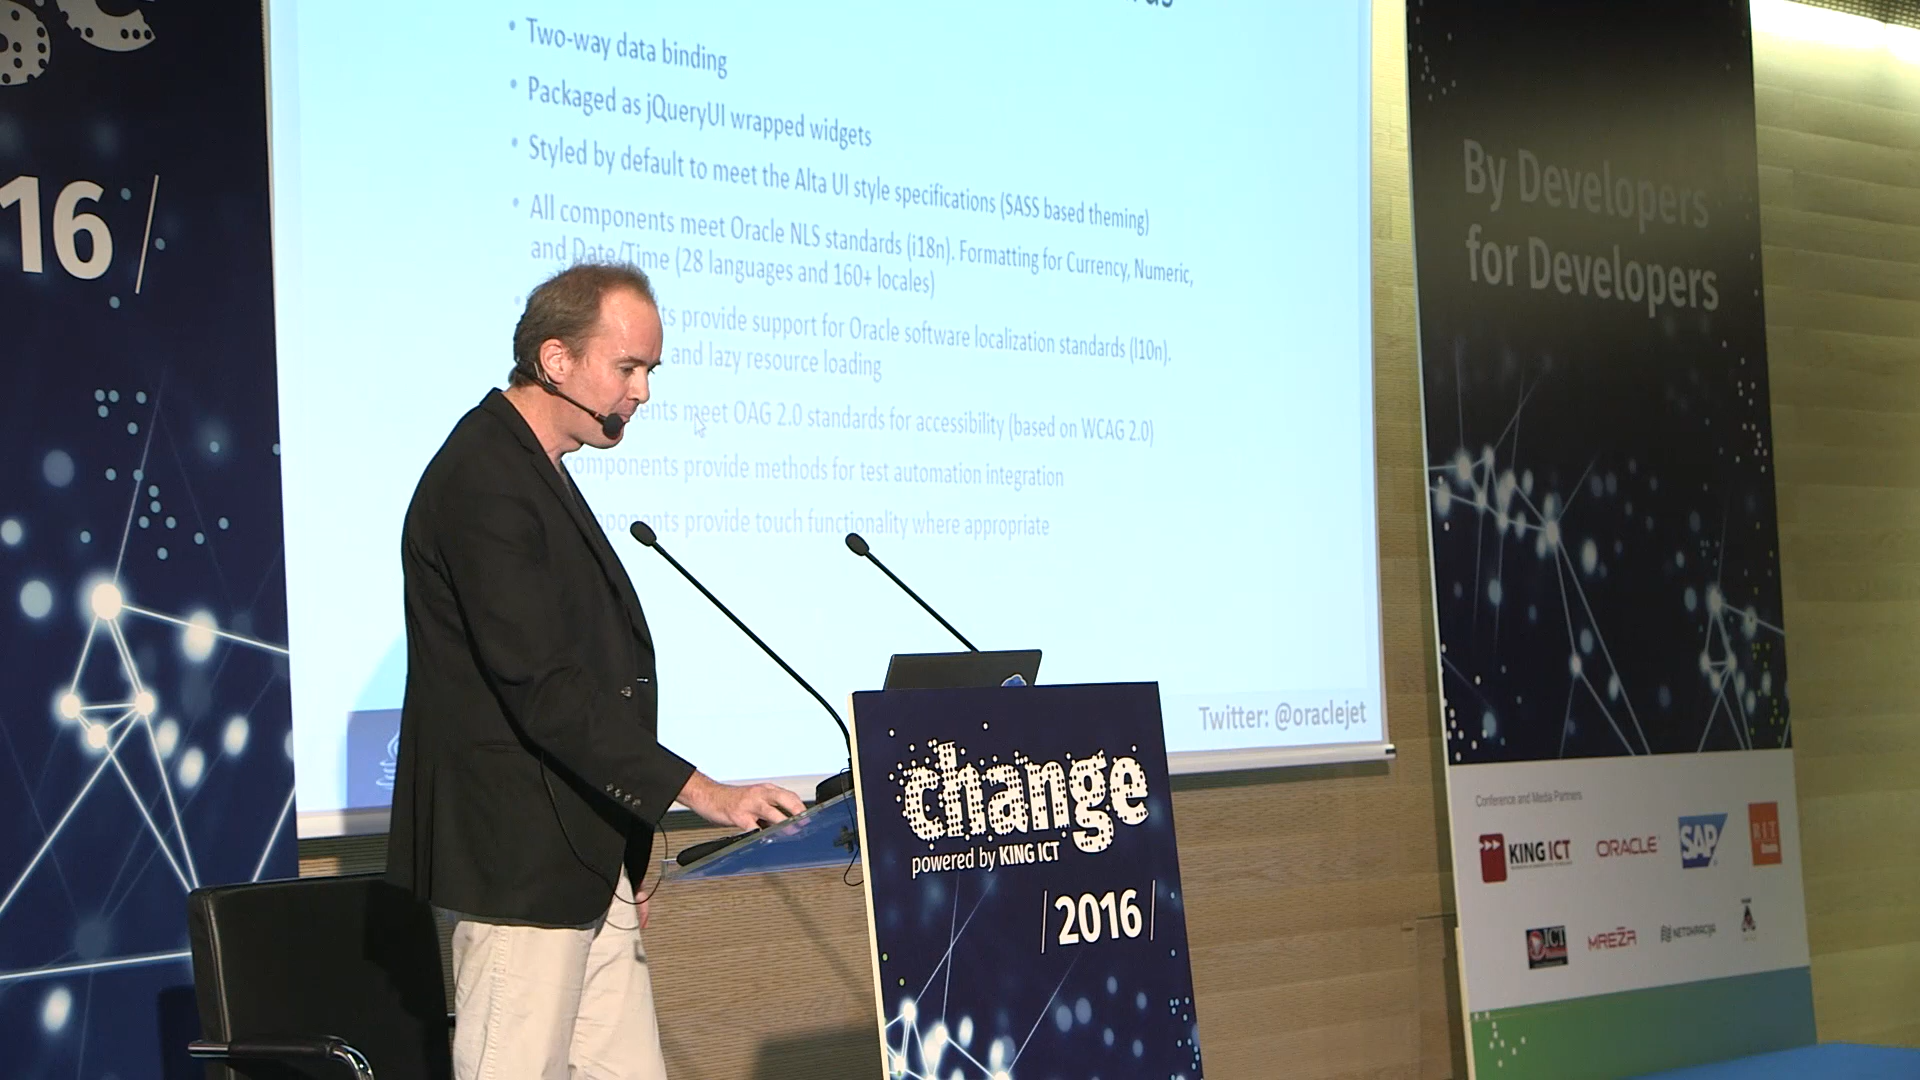 16/
• Two-way data binding
• Packaged as jQueryUI wrapped widgets
• Styled by default to meet the Alta UI style specifications (SASS based theming)
• All components meet Oracle NLS standards (i18n). Formatting for Currency, Numeric,
and Date/Time (28 languages and 160+ locales)
provide support for Oracle software localization standards (l10n).
and lazy resource loading
meet OAG 2.0 standards for accessibility (based on WCAG 2.0)
components provide methods for test automation integration
provide touch functionality where appropriate
Twitter: @oraclejet
change
powered by KING ICT
/2016/
By Developers
for Developers
Conference and Media Partners
KING ICT
ORACLE
SAP
RIT
ICT
MREŽA
NETOKRACIJA